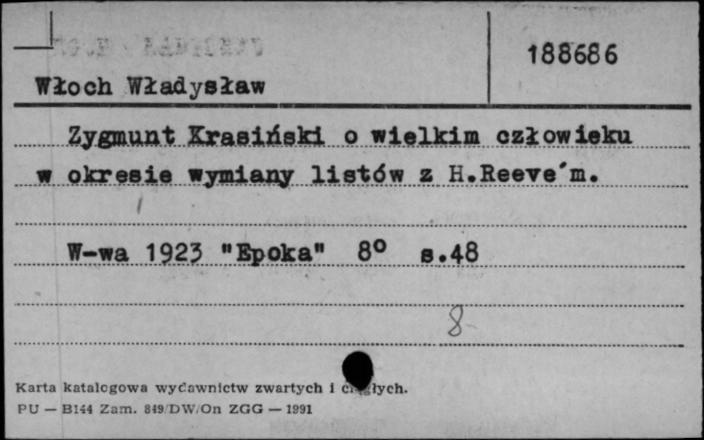 188686
Włoch Władysław
Zygmunt Krasiński o wielkim człowieku
w okresie wymiany listów z H.Reeve´m.
W-wa 1923 "Epoka" 8° s.48
8
Karta katalogowa wydawnictw zwartych i ciągłych.
PU — B144 Zam. 849/DW/On ZGG — 1991